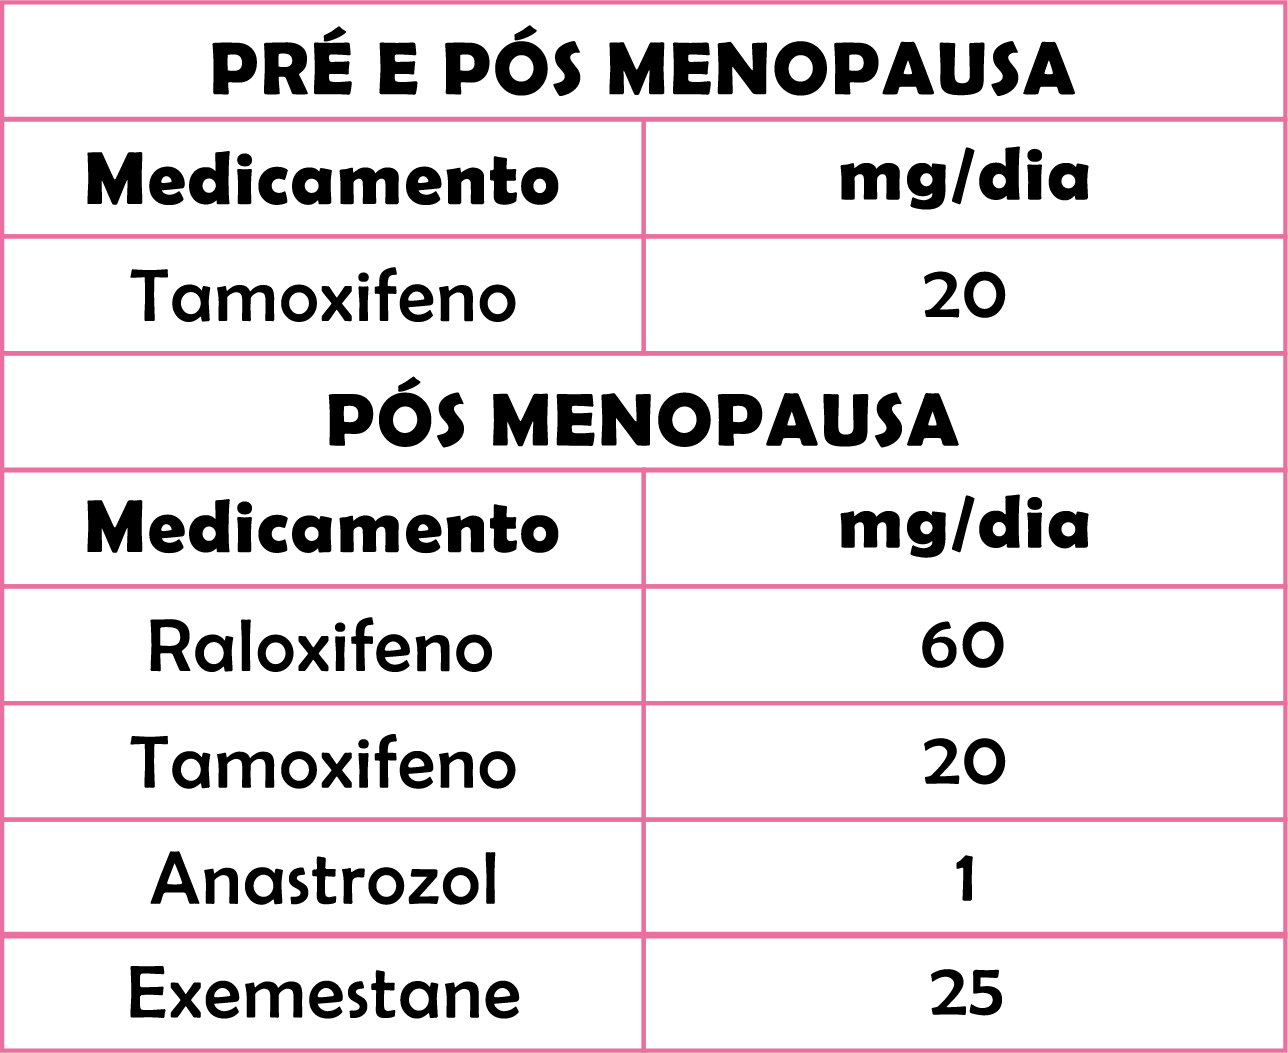 PRÉ E PÓS MENOPAUSA
Medicamento mg/dia
Tamoxifeno 20
PÓS MENOPAUSA
Medicamento mg/dia
Raloxifeno 60
Tamoxifeno 20
Anastrozol 1
Exemestane 25